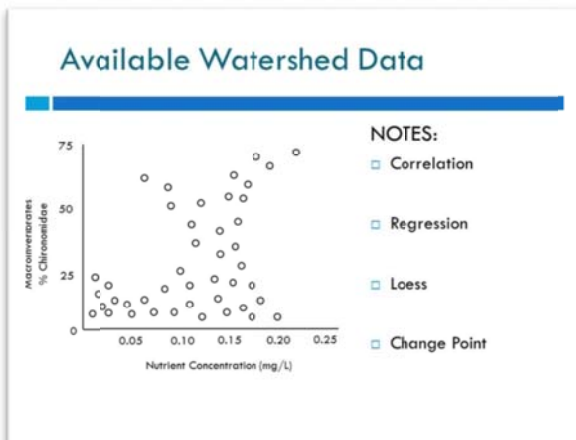 Available Watershed Data
75
50
25
0
Macroinvertebrates
% Chironomidae
0.05 0.10 0.15 0.20 0.25
Nutrient Concentration (mg/L)
NOTES:
Correlation
Regression
Loess
Change Point